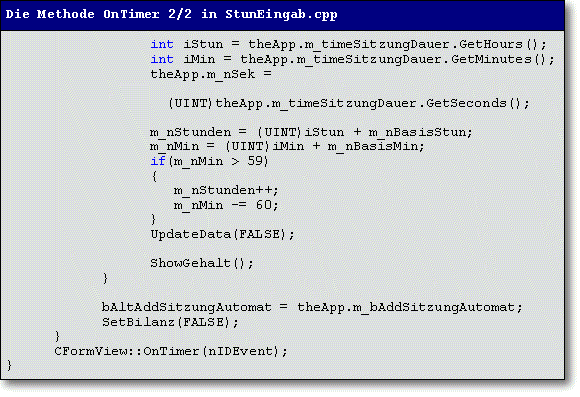 Die Methode OnTimer 2/2 in StunEingab.cpp
int iStun = theApp.m_timeSitzungDauer.GetHours();
int iMin = theApp.m_timeSitzungDauer.GetMinutes();
theApp.m_nSek =
(UINT)theApp.m_timeSitzungDauer.GetSeconds();
m_nStunden = (UINT)iStun + m_nBasisStun;
m_nMin = (UINT)iMin + m_nBasisMin;
if(m_nMin > 59)
{
m_nStunden++;
m_nMin -= 60;
}
UpdateData(FALSE);
ShowGehalt();
}
bAltAddSitzungAutomat = theApp.m_bAddSitzungAutomat;
SetBilanz(FALSE);
}
CFormView::OnTimer(nIDEvent);
}